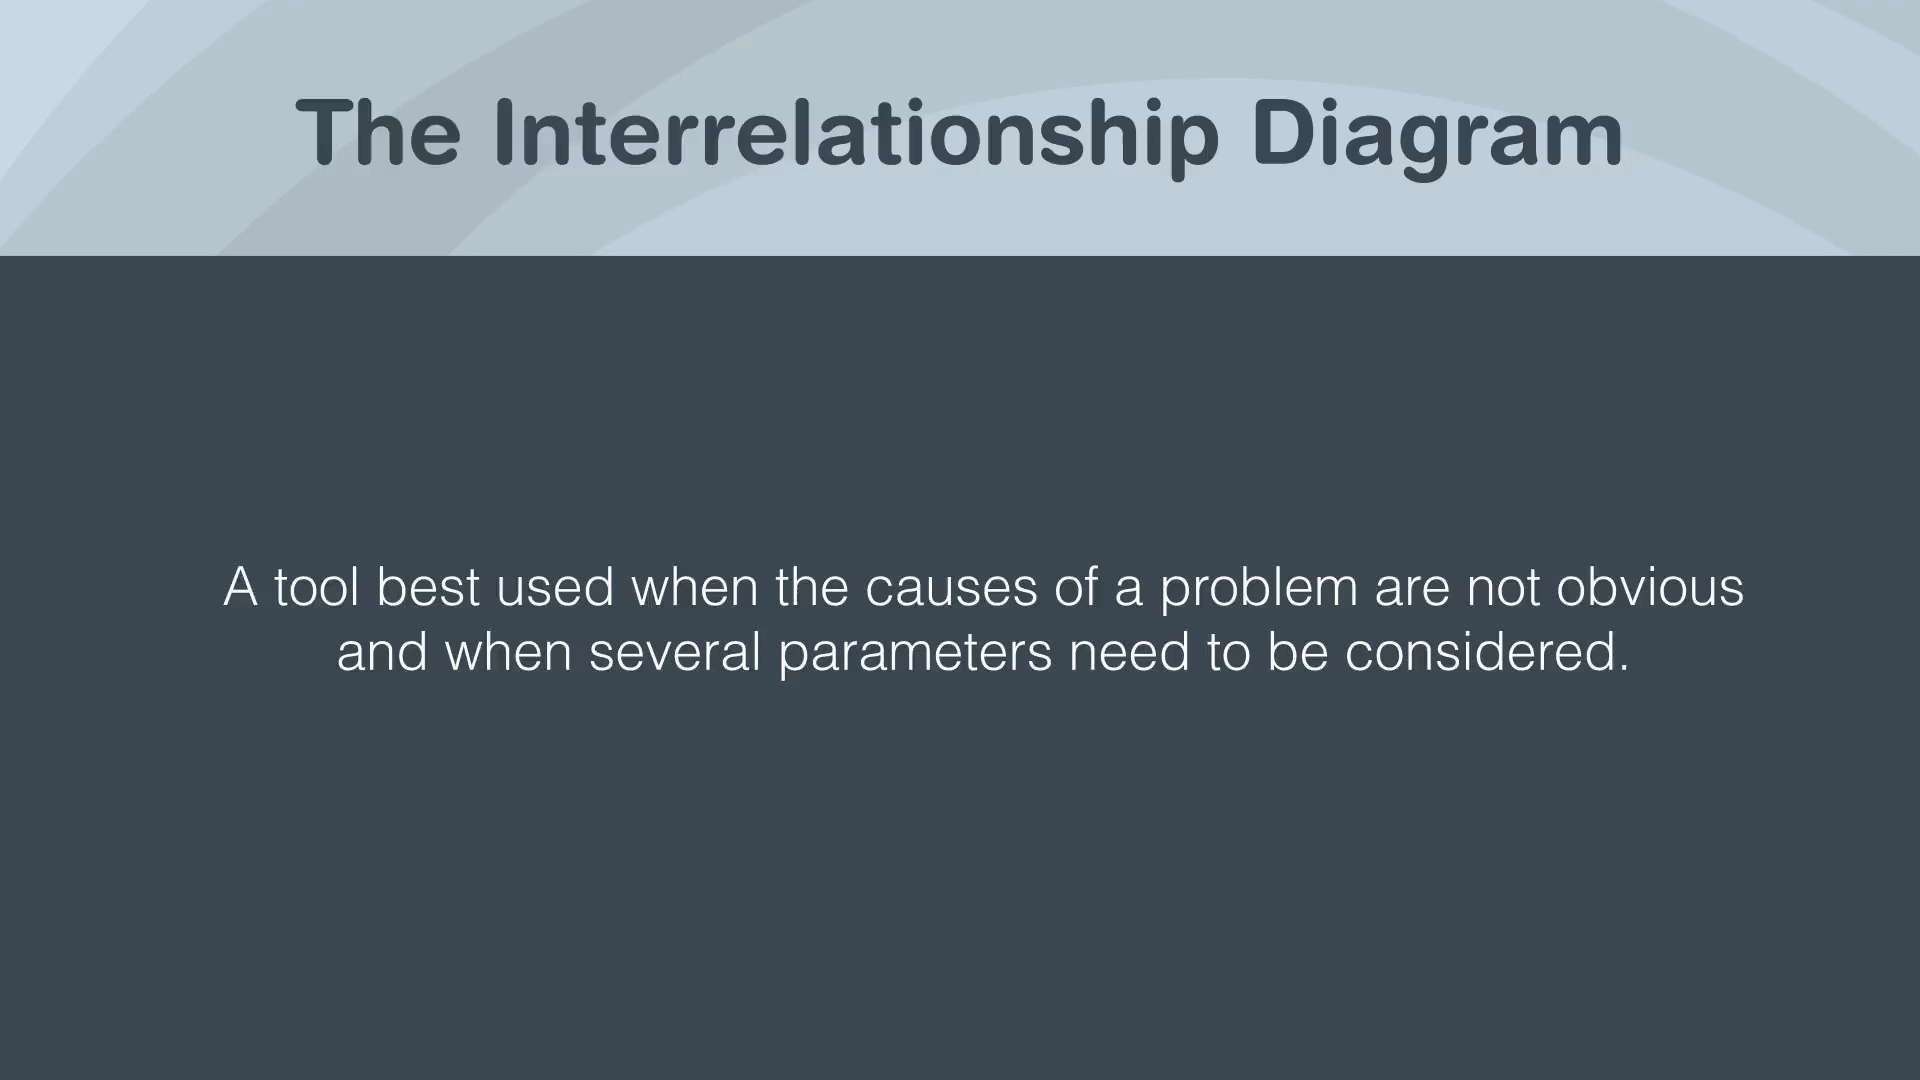 The Interrelationship Diagram
A tool best used when the causes of a problem are not obvious
and when several parameters need to be considered.